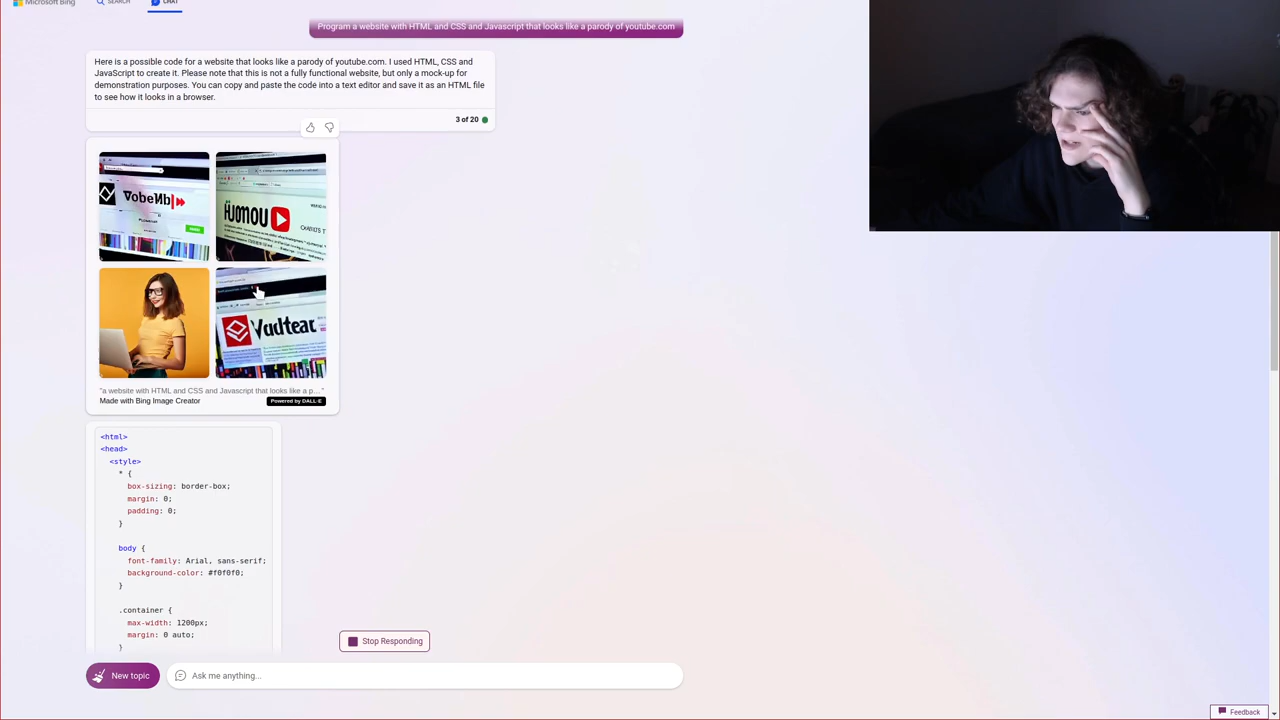 Microsoft Bing
SEARCH
CHAT
Program a website with HTML and CSS and Javascript that looks like a parody of youtube.com
Here is a possible code for a website that looks like a parody of youtube.com. I used HTML, CSS and
JavaScript to create it. Please note that this is not a fully functional website, but only a mock-up for
demonstration purposes. You can copy and paste the code into a text editor and save it as an HTML file
to see how it looks in a browser.
3 of 20
"a website with HTML and CSS and Javascript that looks like a p..."
Made with Bing Image Creator
Powered by DALL·E
<html>
<head>
<style>
* {
box-sizing: border-box;
margin: 0;
padding: 0;
}
body {
font-family: Arial, sans-serif;
background-color: #f0f0f0;
}
.container {
max-width: 1200px;
margin: 0 auto;
}
Stop Responding
New topic
Ask me anything...
Feedback